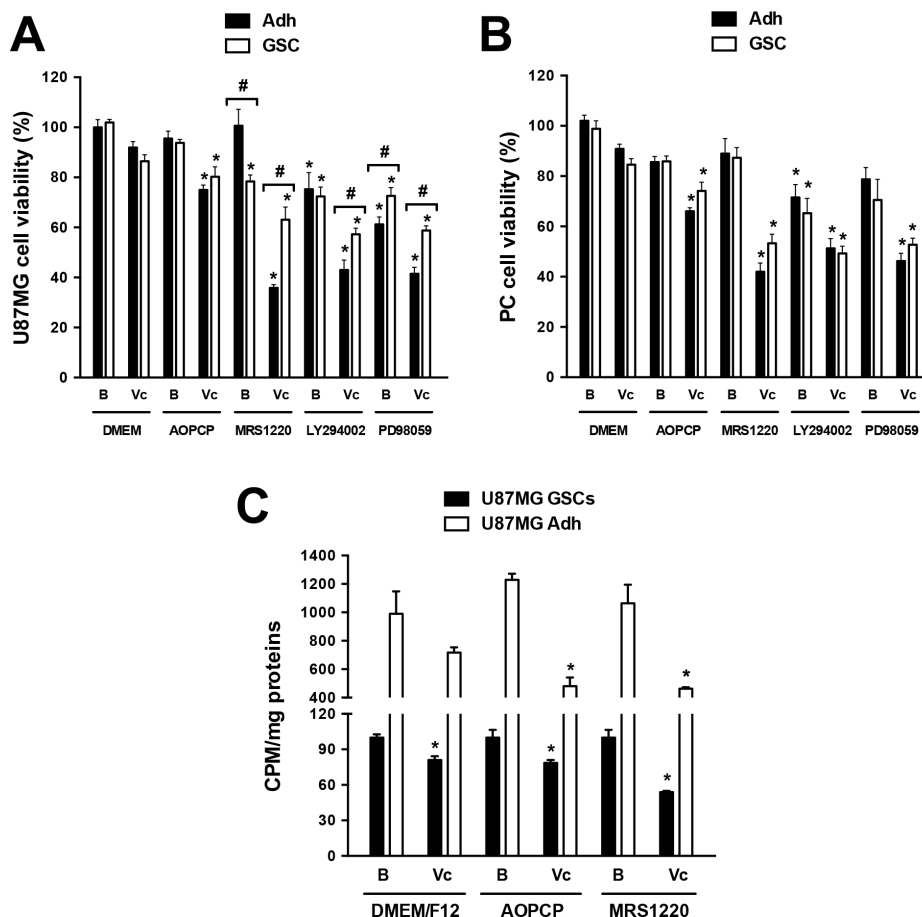 A
Adh
GSC
U87MG cell viability (%)
120
100
80
60
40
20
0
# # # # #
* * * * * * * * * * * * *
B Vc B Vc B Vc B Vc B Vc
DMEM AOPCP MRS1220 LY294002 PD98059
B
Adh
GSC
PC cell viability (%)
120
100
80
60
40
20
0
* * * * * * * * * *
B Vc B Vc B Vc B Vc B Vc
DMEM AOPCP MRS1220 LY294002 PD98059
C
U87MG GSCs
U87MG Adh
CPM/mg proteins
1400
1200
1000
800
600
400
120
90
60
30
0
* * * * *
B Vc B Vc B Vc
DMEM/F12 AOPCP MRS1220